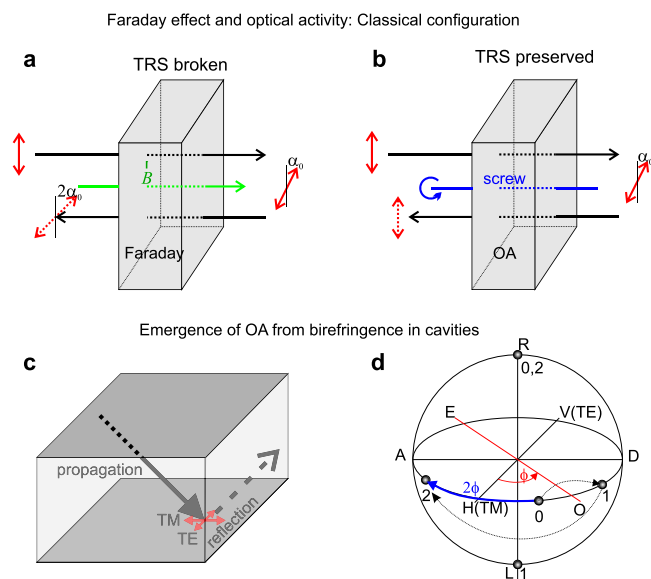 Faraday effect and optical activity: Classical configuration
a
TRS broken
B
2α₀
α₀
Faraday
b
TRS preserved
screw
α₀
OA
Emergence of OA from birefringence in cavities
c
propagation
TM
TE
reflection
d
R
0,2
E
V(TE)
A
D
ϕ
2ϕ
2
1
H(TM)
0
O
L
1